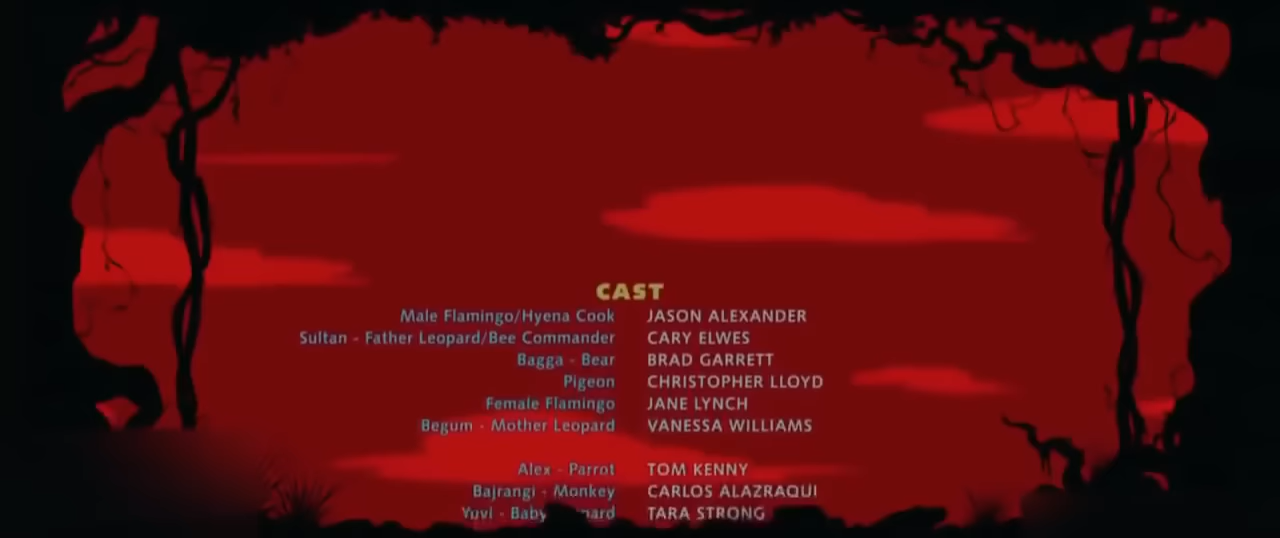 CAST
Male Flamingo/Hyena Cook JASON ALEXANDER
Sultan - Father Leopard/Bee Commander CARY ELWES
Bagga - Bear BRAD GARRETT
Pigeon CHRISTOPHER LLOYD
Female Flamingo JANE LYNCH
Begum - Mother Leopard VANESSA WILLIAMS
Alex - Parrot TOM KENNY
Bajrangi - Monkey CARLOS ALAZRAQUI
Yuvi - Baby TARA STRONG